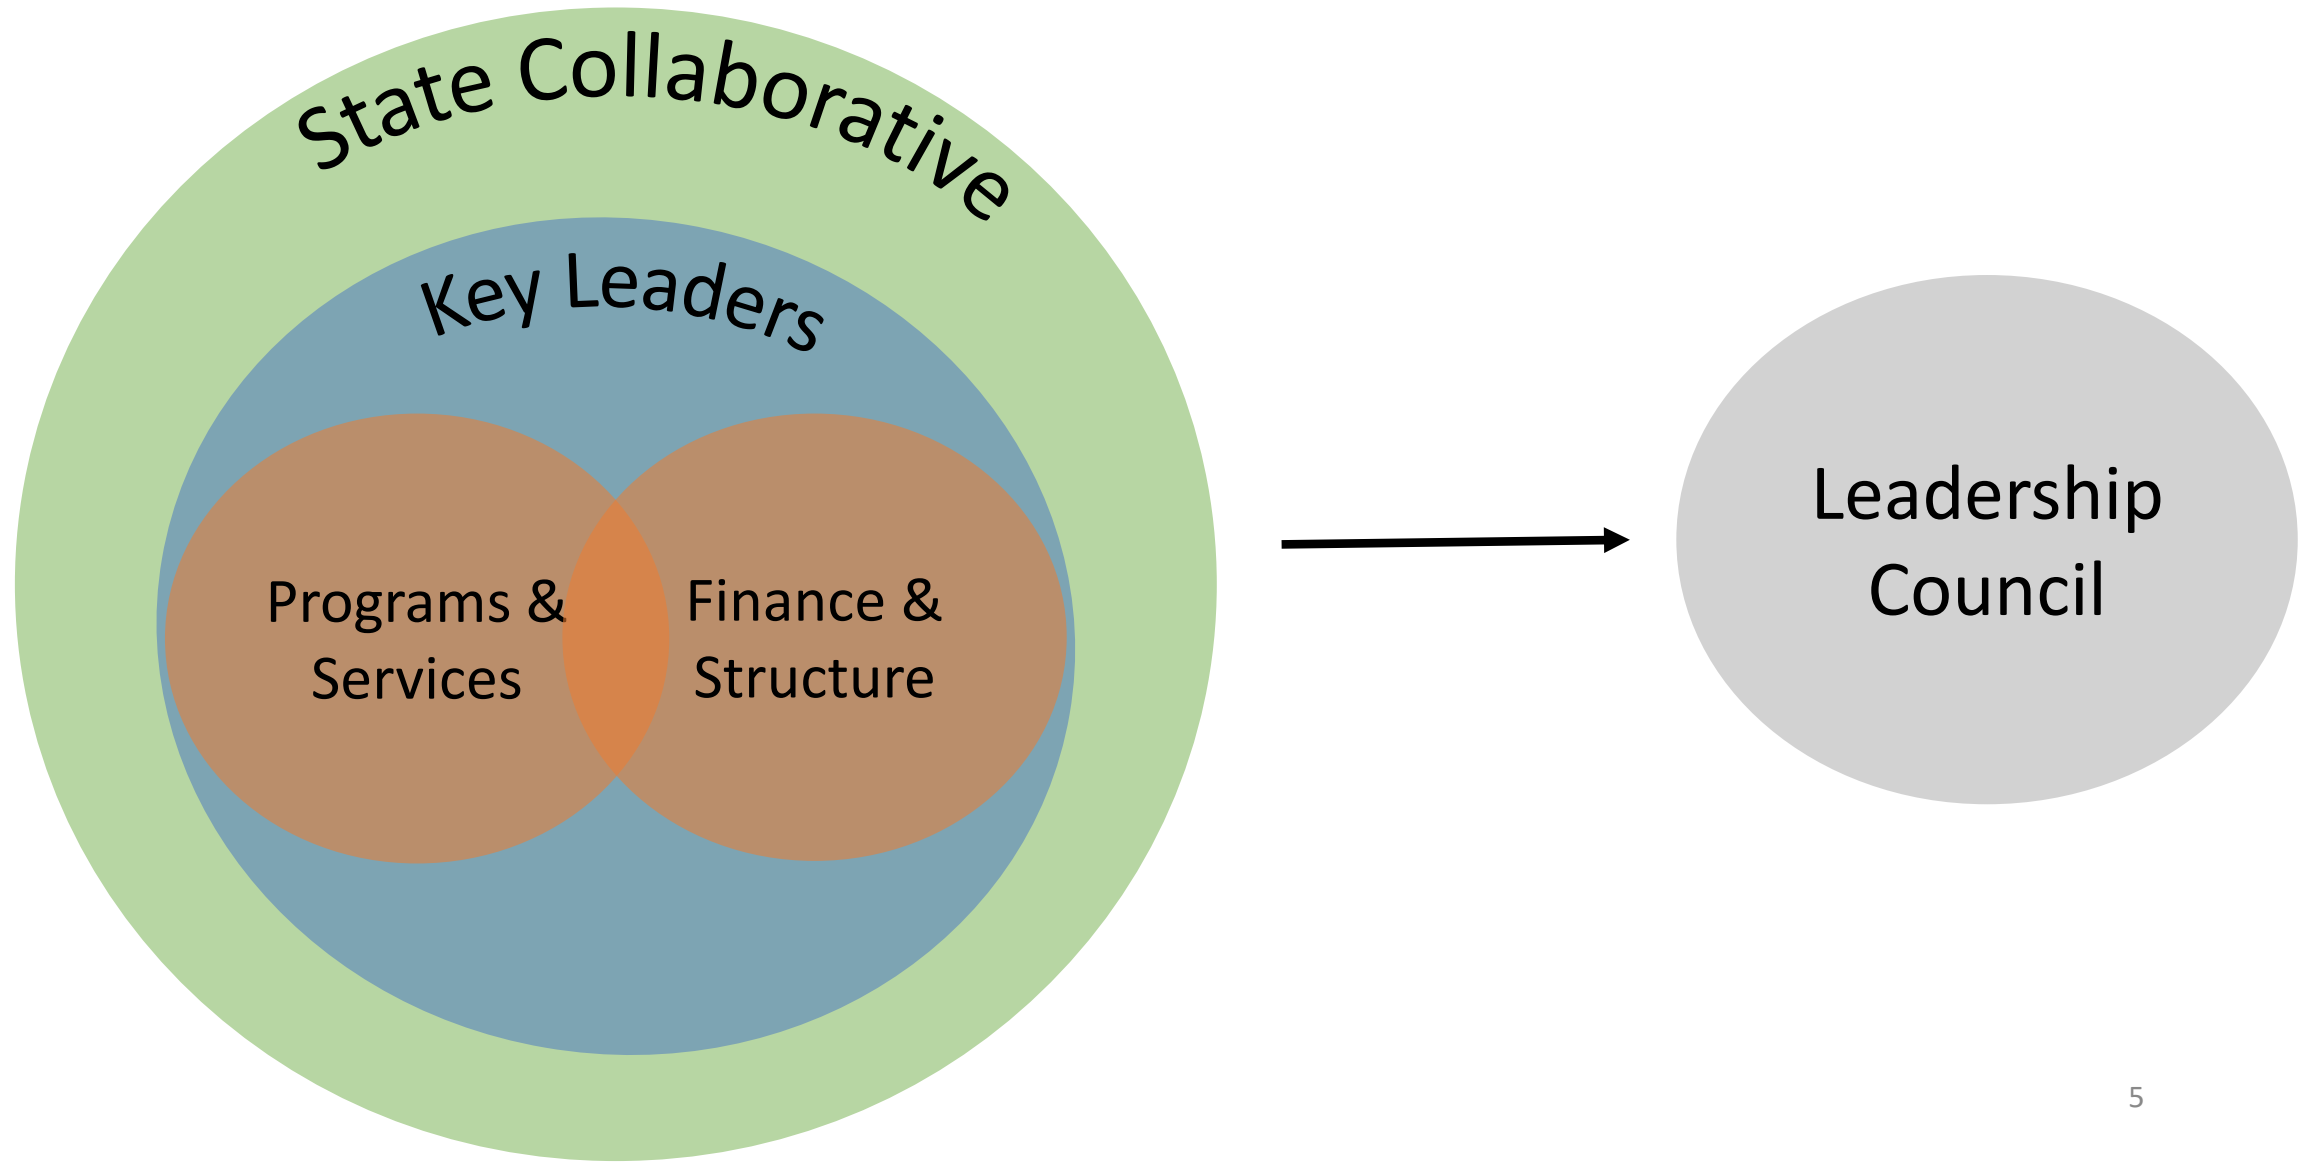 State Collaborative
Key Leaders
Programs &
Services
Finance &
Structure
Leadership
Council
5